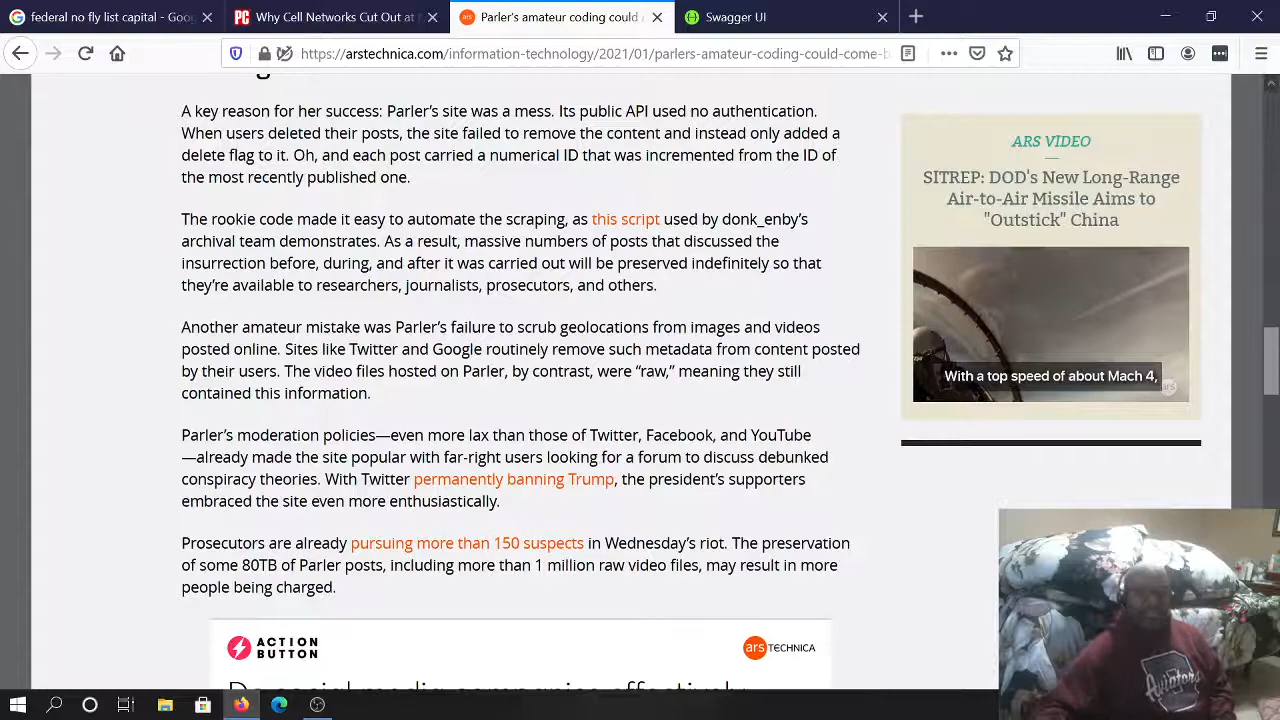 federal no fly list capital - Goo
Why Cell Networks Cut Out at
Parler's amateur coding could
Swagger UI
https://arstechnica.com/information-technology/2021/01/parlers-amateur-coding-could-come-b
A key reason for her success: Parler's site was a mess. Its public API used no authentication.
When users deleted their posts, the site failed to remove the content and instead only added a
delete flag to it. Oh, and each post carried a numerical ID that was incremented from the ID of
the most recently published one.
The rookie code made it easy to automate the scraping, as this script used by donk_enby's
archival team demonstrates. As a result, massive numbers of posts that discussed the
insurrection before, during, and after it was carried out will be preserved indefinitely so that
they're available to researchers, journalists, prosecutors, and others.
Another amateur mistake was Parler's failure to scrub geolocations from images and videos
posted online. Sites like Twitter and Google routinely remove such metadata from content posted
by their users. The video files hosted on Parler, by contrast, were “raw,” meaning they still
contained this information.
Parler's moderation policies—even more lax than those of Twitter, Facebook, and YouTube
—already made the site popular with far-right users looking for a forum to discuss debunked
conspiracy theories. With Twitter permanently banning Trump, the president's supporters
embraced the site even more enthusiastically.
Prosecutors are already pursuing more than 150 suspects in Wednesday's riot. The preservation
of some 80TB of Parler posts, including more than 1 million raw video files, may result in more
people being charged.
ACTION
BUTTON
ars TECHNICA
ARS VIDEO
SITREP: DOD's New Long-Range
Air-to-Air Missile Aims to
"Outstick" China
With a top speed of about Mach 4,
ars
Aviators